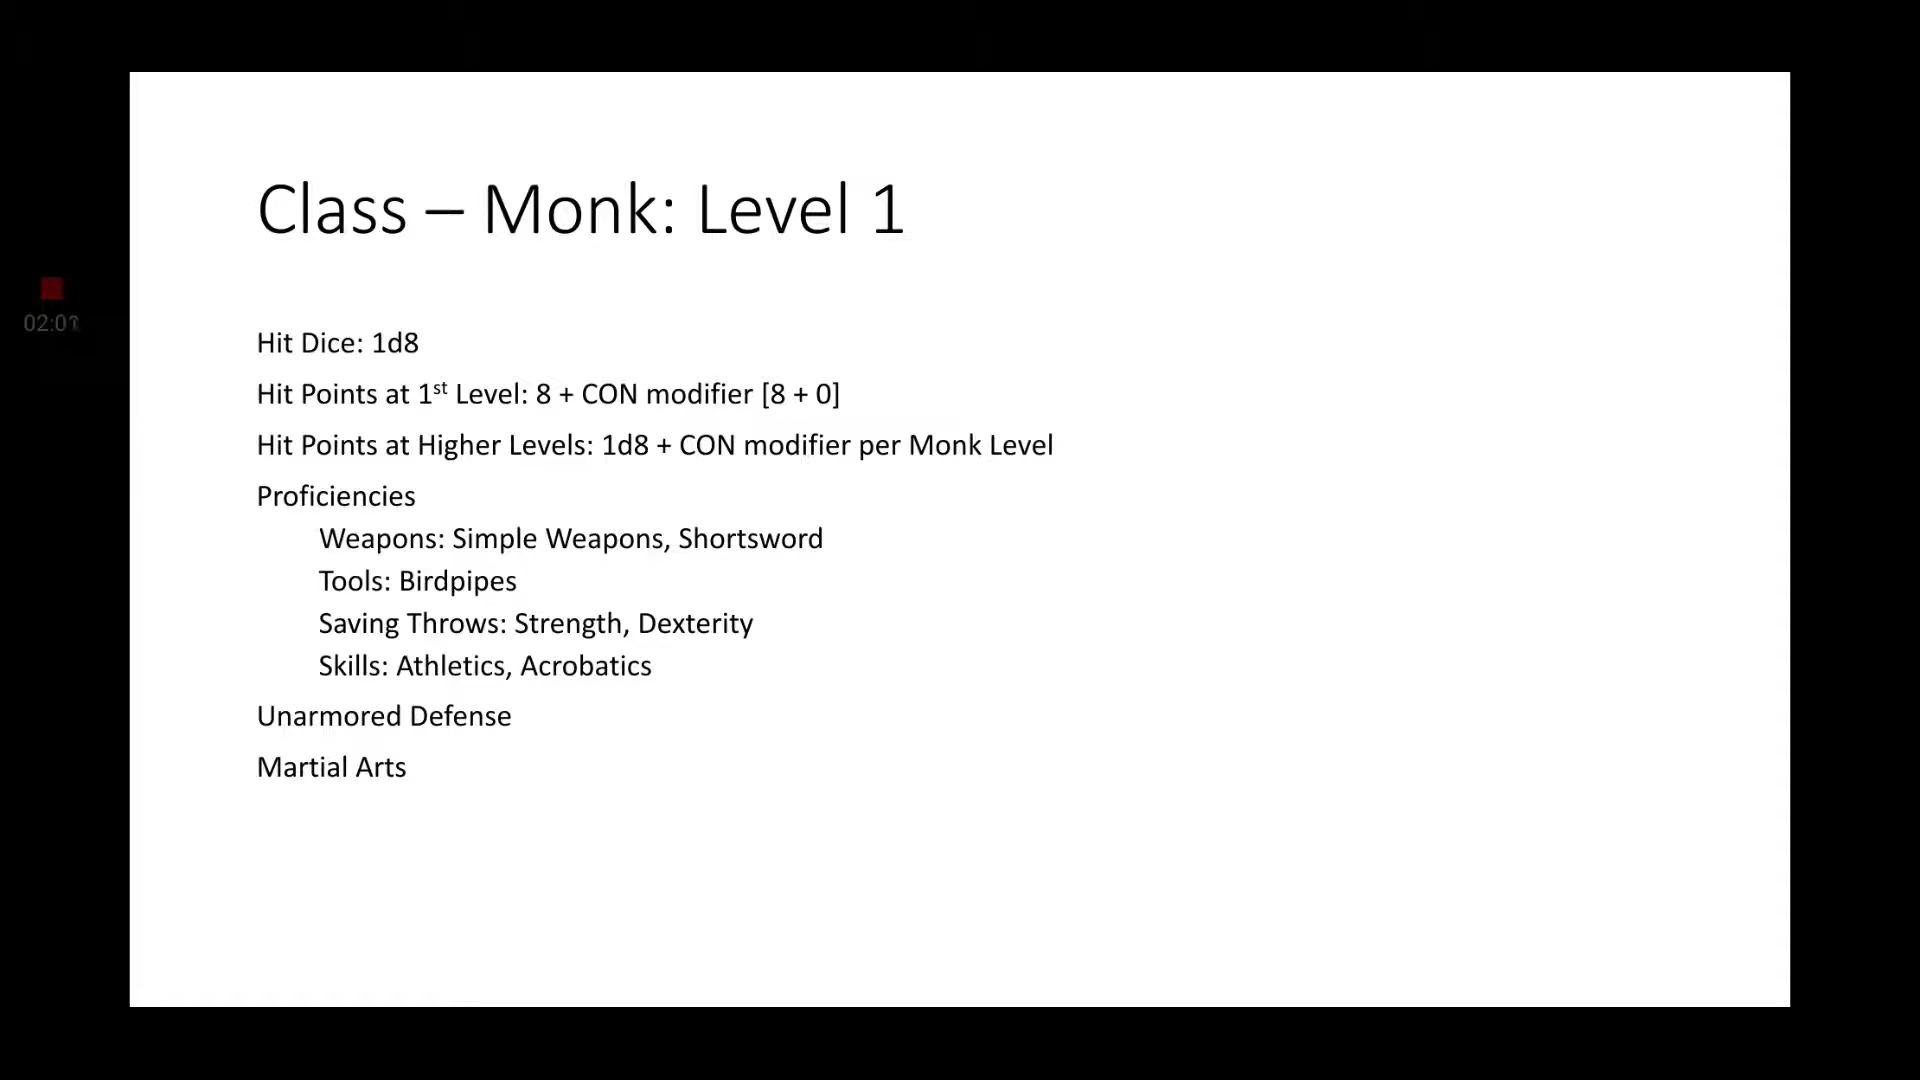 Class – Monk: Level 1
Hit Dice: 1d8
Hit Points at 1st Level: 8 + CON modifier [8 + 0]
Hit Points at Higher Levels: 1d8 + CON modifier per Monk Level
Proficiencies
Weapons: Simple Weapons, Shortsword
Tools: Birdpipes
Saving Throws: Strength, Dexterity
Skills: Athletics, Acrobatics
Unarmored Defense
Martial Arts